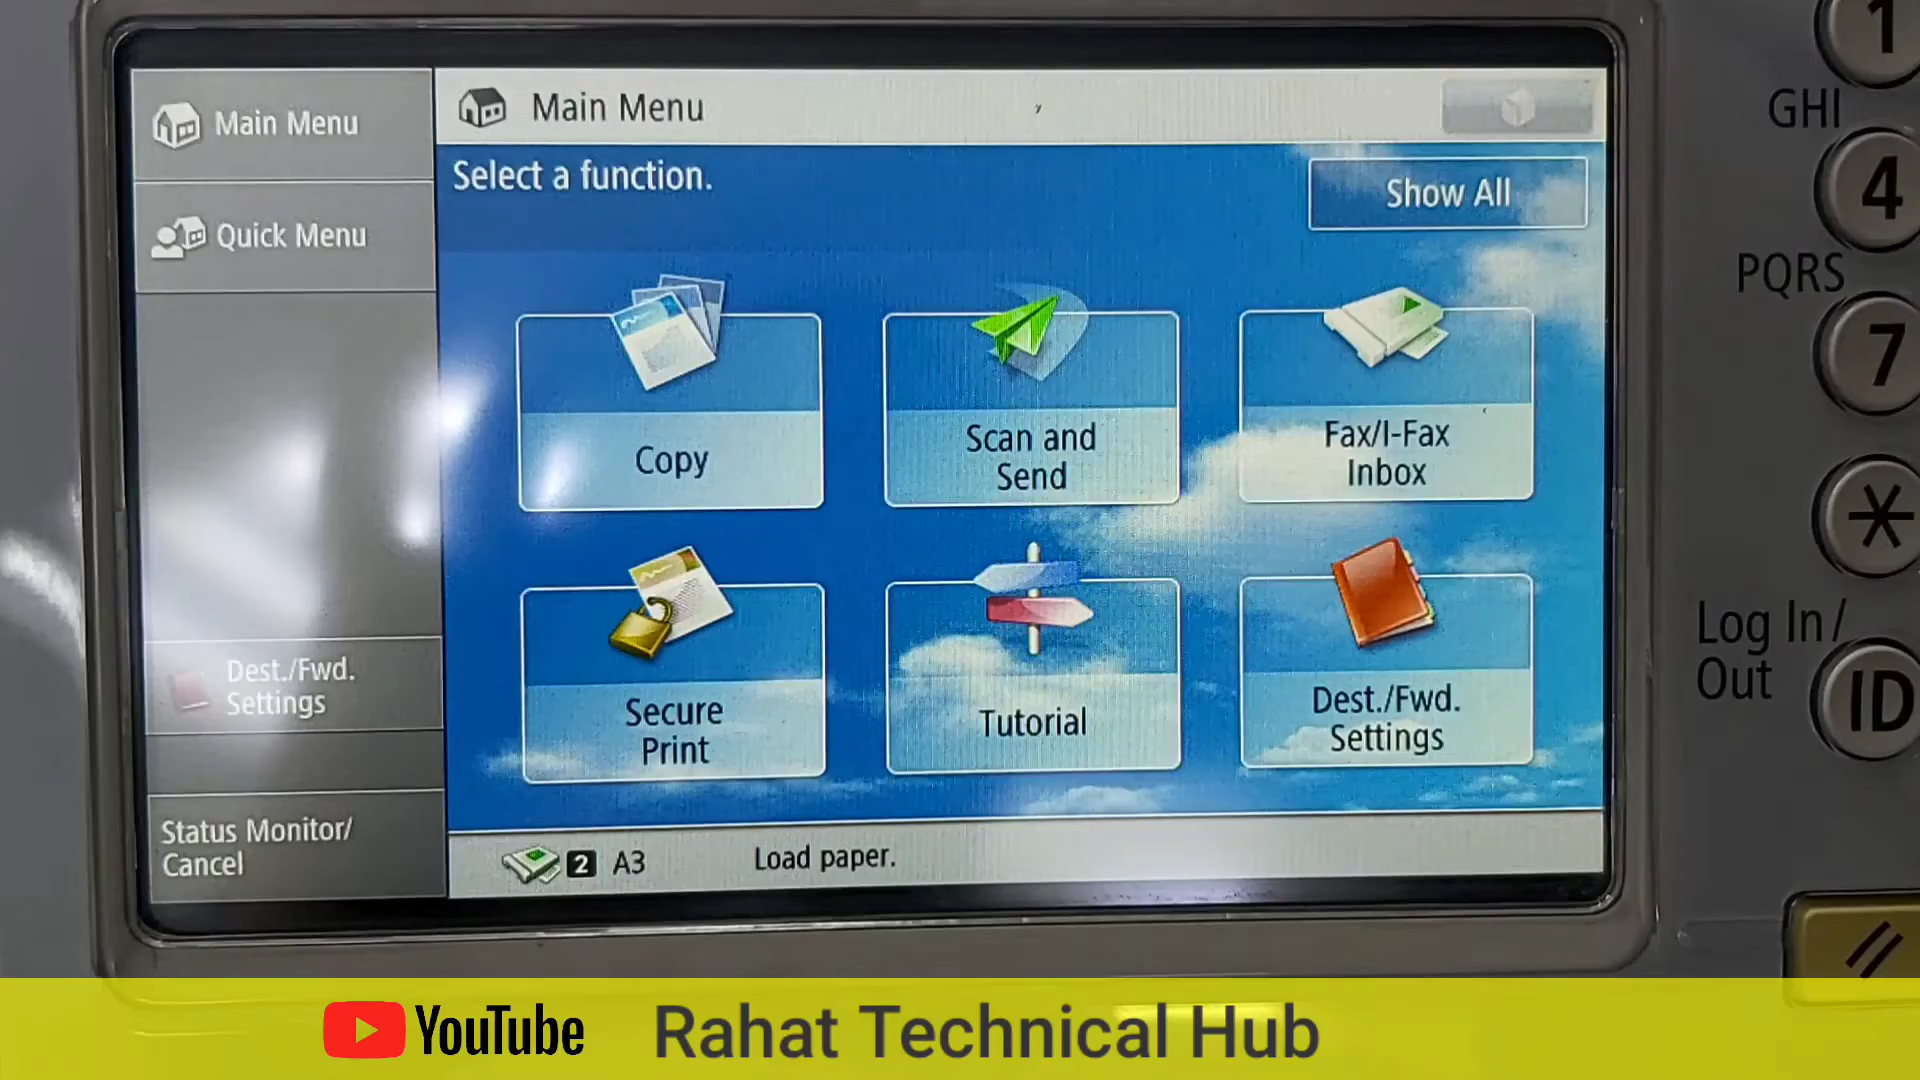 Main Menu
Quick Menu
Dest./Fwd.
Settings
Status Monitor/
Cancel
Main Menu
Select a function.
Show All
Copy
Scan and
Send
Fax/I-Fax
Inbox
Secure
Print
Tutorial
Dest./Fwd.
Settings
2 A3 Load paper.
1
GHI
4
PQRS
7
*
Log In/
Out
ID
YouTube Rahat Technical Hub